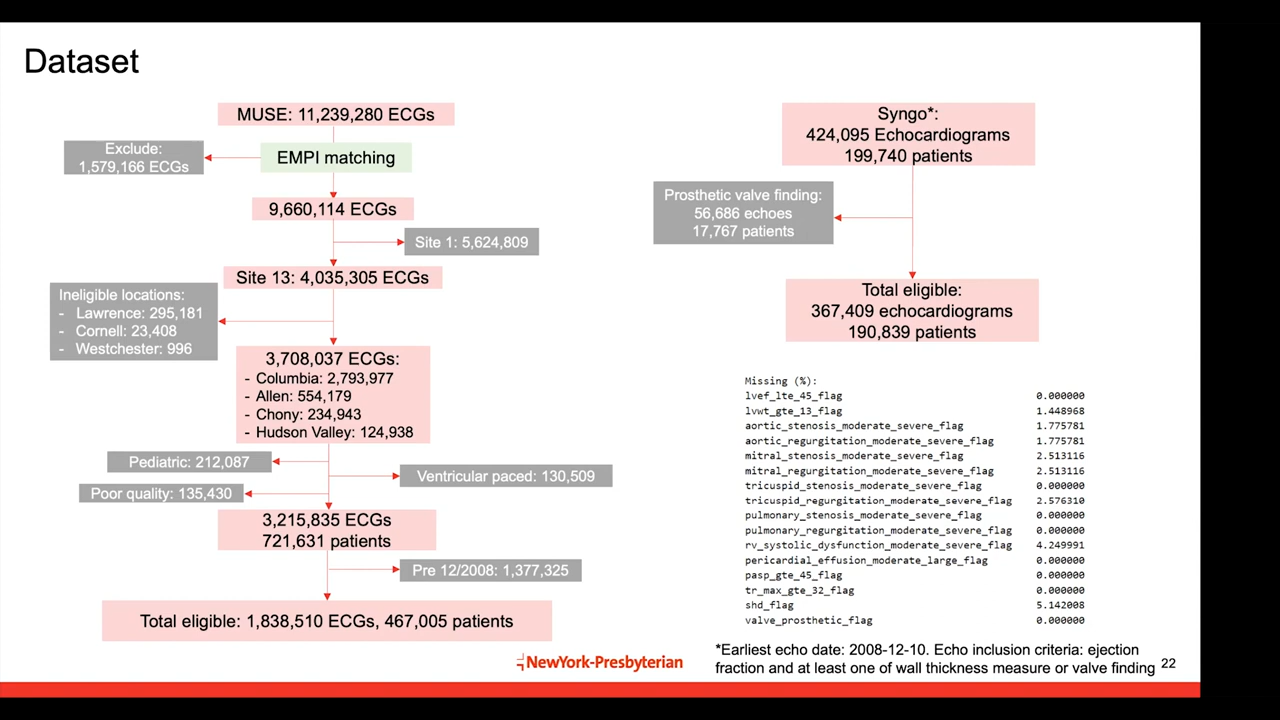 Dataset
MUSE: 11,239,280 ECGs
Exclude:
1,579,166 ECGs
EMPI matching
9,660,114 ECGs
Site 1: 5,624,809
Site 13: 4,035,305 ECGs
Ineligible locations:
- Lawrence: 295,181
- Cornell: 23,408
- Westchester: 996
3,708,037 ECGs:
- Columbia: 2,793,977
- Allen: 554,179
- Chony: 234,943
- Hudson Valley: 124,938
Pediatric: 212,087
Ventricular paced: 130,509
Poor quality: 135,430
3,215,835 ECGs
721,631 patients
Pre 12/2008: 1,377,325
Total eligible: 1,838,510 ECGs, 467,005 patients
Syngo*:
424,095 Echocardiograms
199,740 patients
Prosthetic valve finding:
56,686 echoes
17,767 patients
Total eligible:
367,409 echocardiograms
190,839 patients
Missing (%):
lvef_lte_45_flag 0.000000
lvwt_gte_13_flag 1.448968
aortic_stenosis_moderate_severe_flag 1.775781
aortic_regurgitation_moderate_severe_flag 1.775781
mitral_stenosis_moderate_severe_flag 2.513116
mitral_regurgitation_moderate_severe_flag 2.513116
tricuspid_stenosis_moderate_severe_flag 0.000000
tricuspid_regurgitation_moderate_severe_flag 2.576310
pulmonary_stenosis_moderate_severe_flag 0.000000
pulmonary_regurgitation_moderate_severe_flag 0.000000
rv_systolic_dysfunction_moderate_severe_flag 4.249991
pericardial_effusion_moderate_large_flag 0.000000
pasp_gte_45_flag 0.000000
tr_max_gte_32_flag 0.000000
shd_flag 5.142008
valve_prosthetic_flag 0.000000
*Earliest echo date: 2008-12-10. Echo inclusion criteria: ejection
fraction and at least one of wall thickness measure or valve finding
NewYork-Presbyterian
22